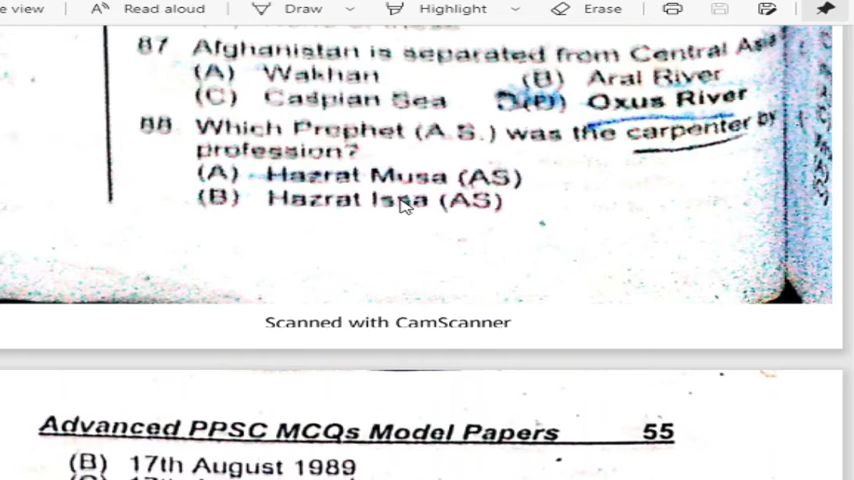 e view Read aloud Draw Highlight Erase
87 Afghanistan is separated from Central Asia
(A) Wakhan (B) Aral River
(C) Caspian Sea (D) Oxus River
88 Which Prophet (A.S.) was the carpenter by
profession?
(A) Hazrat Musa (AS)
(B) Hazrat Issa (AS)
Scanned with CamScanner
Advanced PPSC MCQs Model Papers 55
(B) 17th August 1989